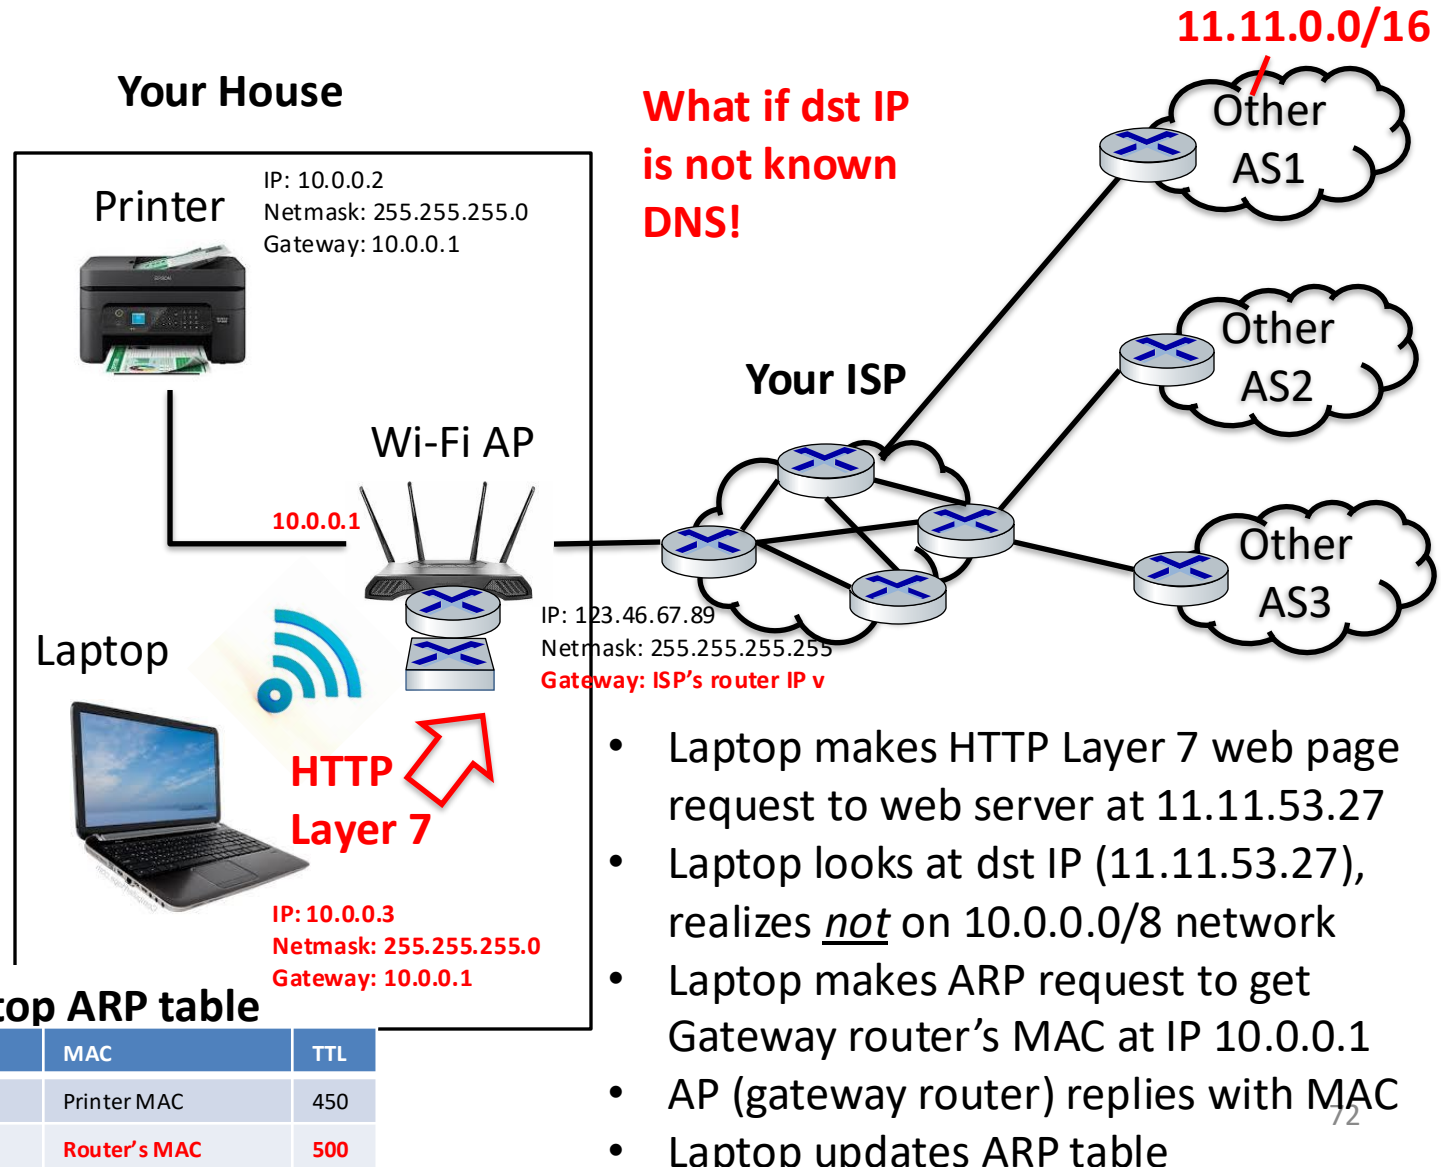 11.11.0.0/16
Your House
What if dst IP
is not known
DNS!
Other
AS1
Printer
IP: 10.0.0.2
Netmask: 255.255.255.0
Gateway: 10.0.0.1
Other
AS2
Your ISP
Wi-Fi AP
10.0.0.1
Other
AS3
IP: 123.46.67.89
Netmask: 255.255.255.255
Gateway: ISP's router IP v
Laptop
HTTP
Layer 7
IP: 10.0.0.3
Netmask: 255.255.255.0
Gateway: 10.0.0.1
top ARP table
MAC TTL
Printer MAC 450
Router's MAC 500
• Laptop makes HTTP Layer 7 web page
request to web server at 11.11.53.27
• Laptop looks at dst IP (11.11.53.27),
realizes not on 10.0.0.0/8 network
• Laptop makes ARP request to get
Gateway router's MAC at IP 10.0.0.1
• AP (gateway router) replies with MAC
• Laptop updates ARP table
72